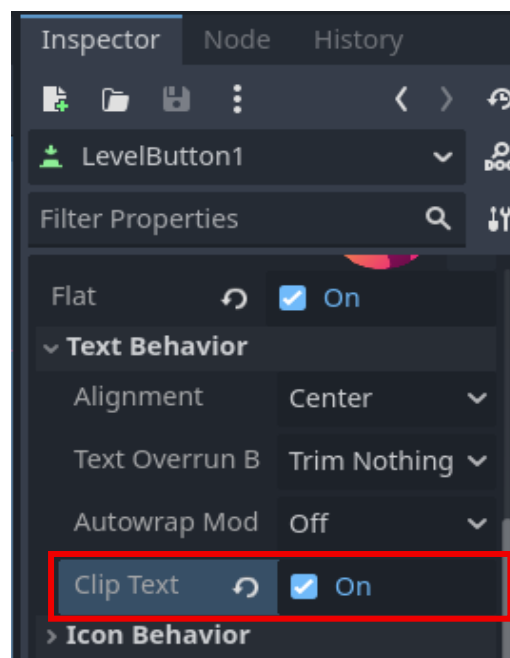 Inspector Node History
LevelButton1
DOC
Filter Properties
Flat On
Text Behavior
Alignment Center
Text Overrun B Trim Nothing
Autowrap Mod Off
Clip Text On
Icon Behavior